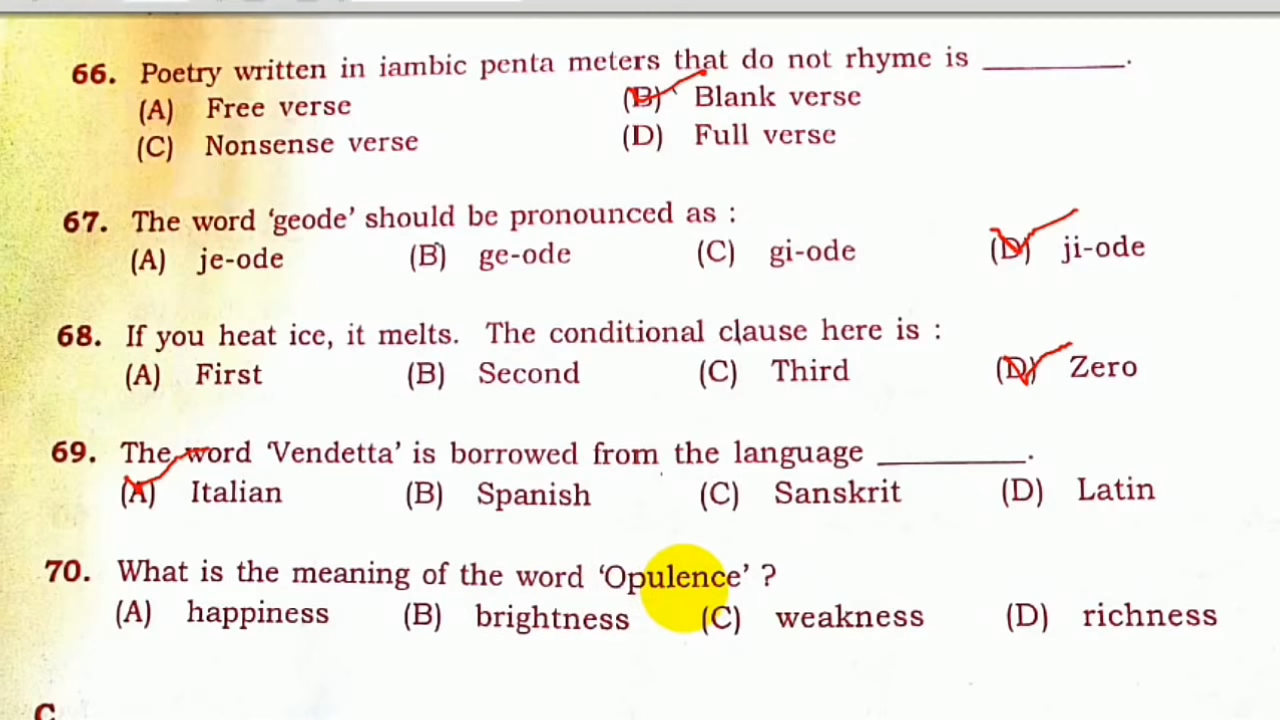 66. Poetry written in iambic penta meters that do not rhyme is ________.
(A) Free verse (B) Blank verse
(C) Nonsense verse (D) Full verse
67. The word 'geode' should be pronounced as :
(A) je-ode (B) ge-ode (C) gi-ode (D) ji-ode
68. If you heat ice, it melts. The conditional clause here is :
(A) First (B) Second (C) Third (D) Zero
69. The word 'Vendetta' is borrowed from the language ________.
(A) Italian (B) Spanish (C) Sanskrit (D) Latin
70. What is the meaning of the word 'Opulence' ?
(A) happiness (B) brightness (C) weakness (D) richness
C